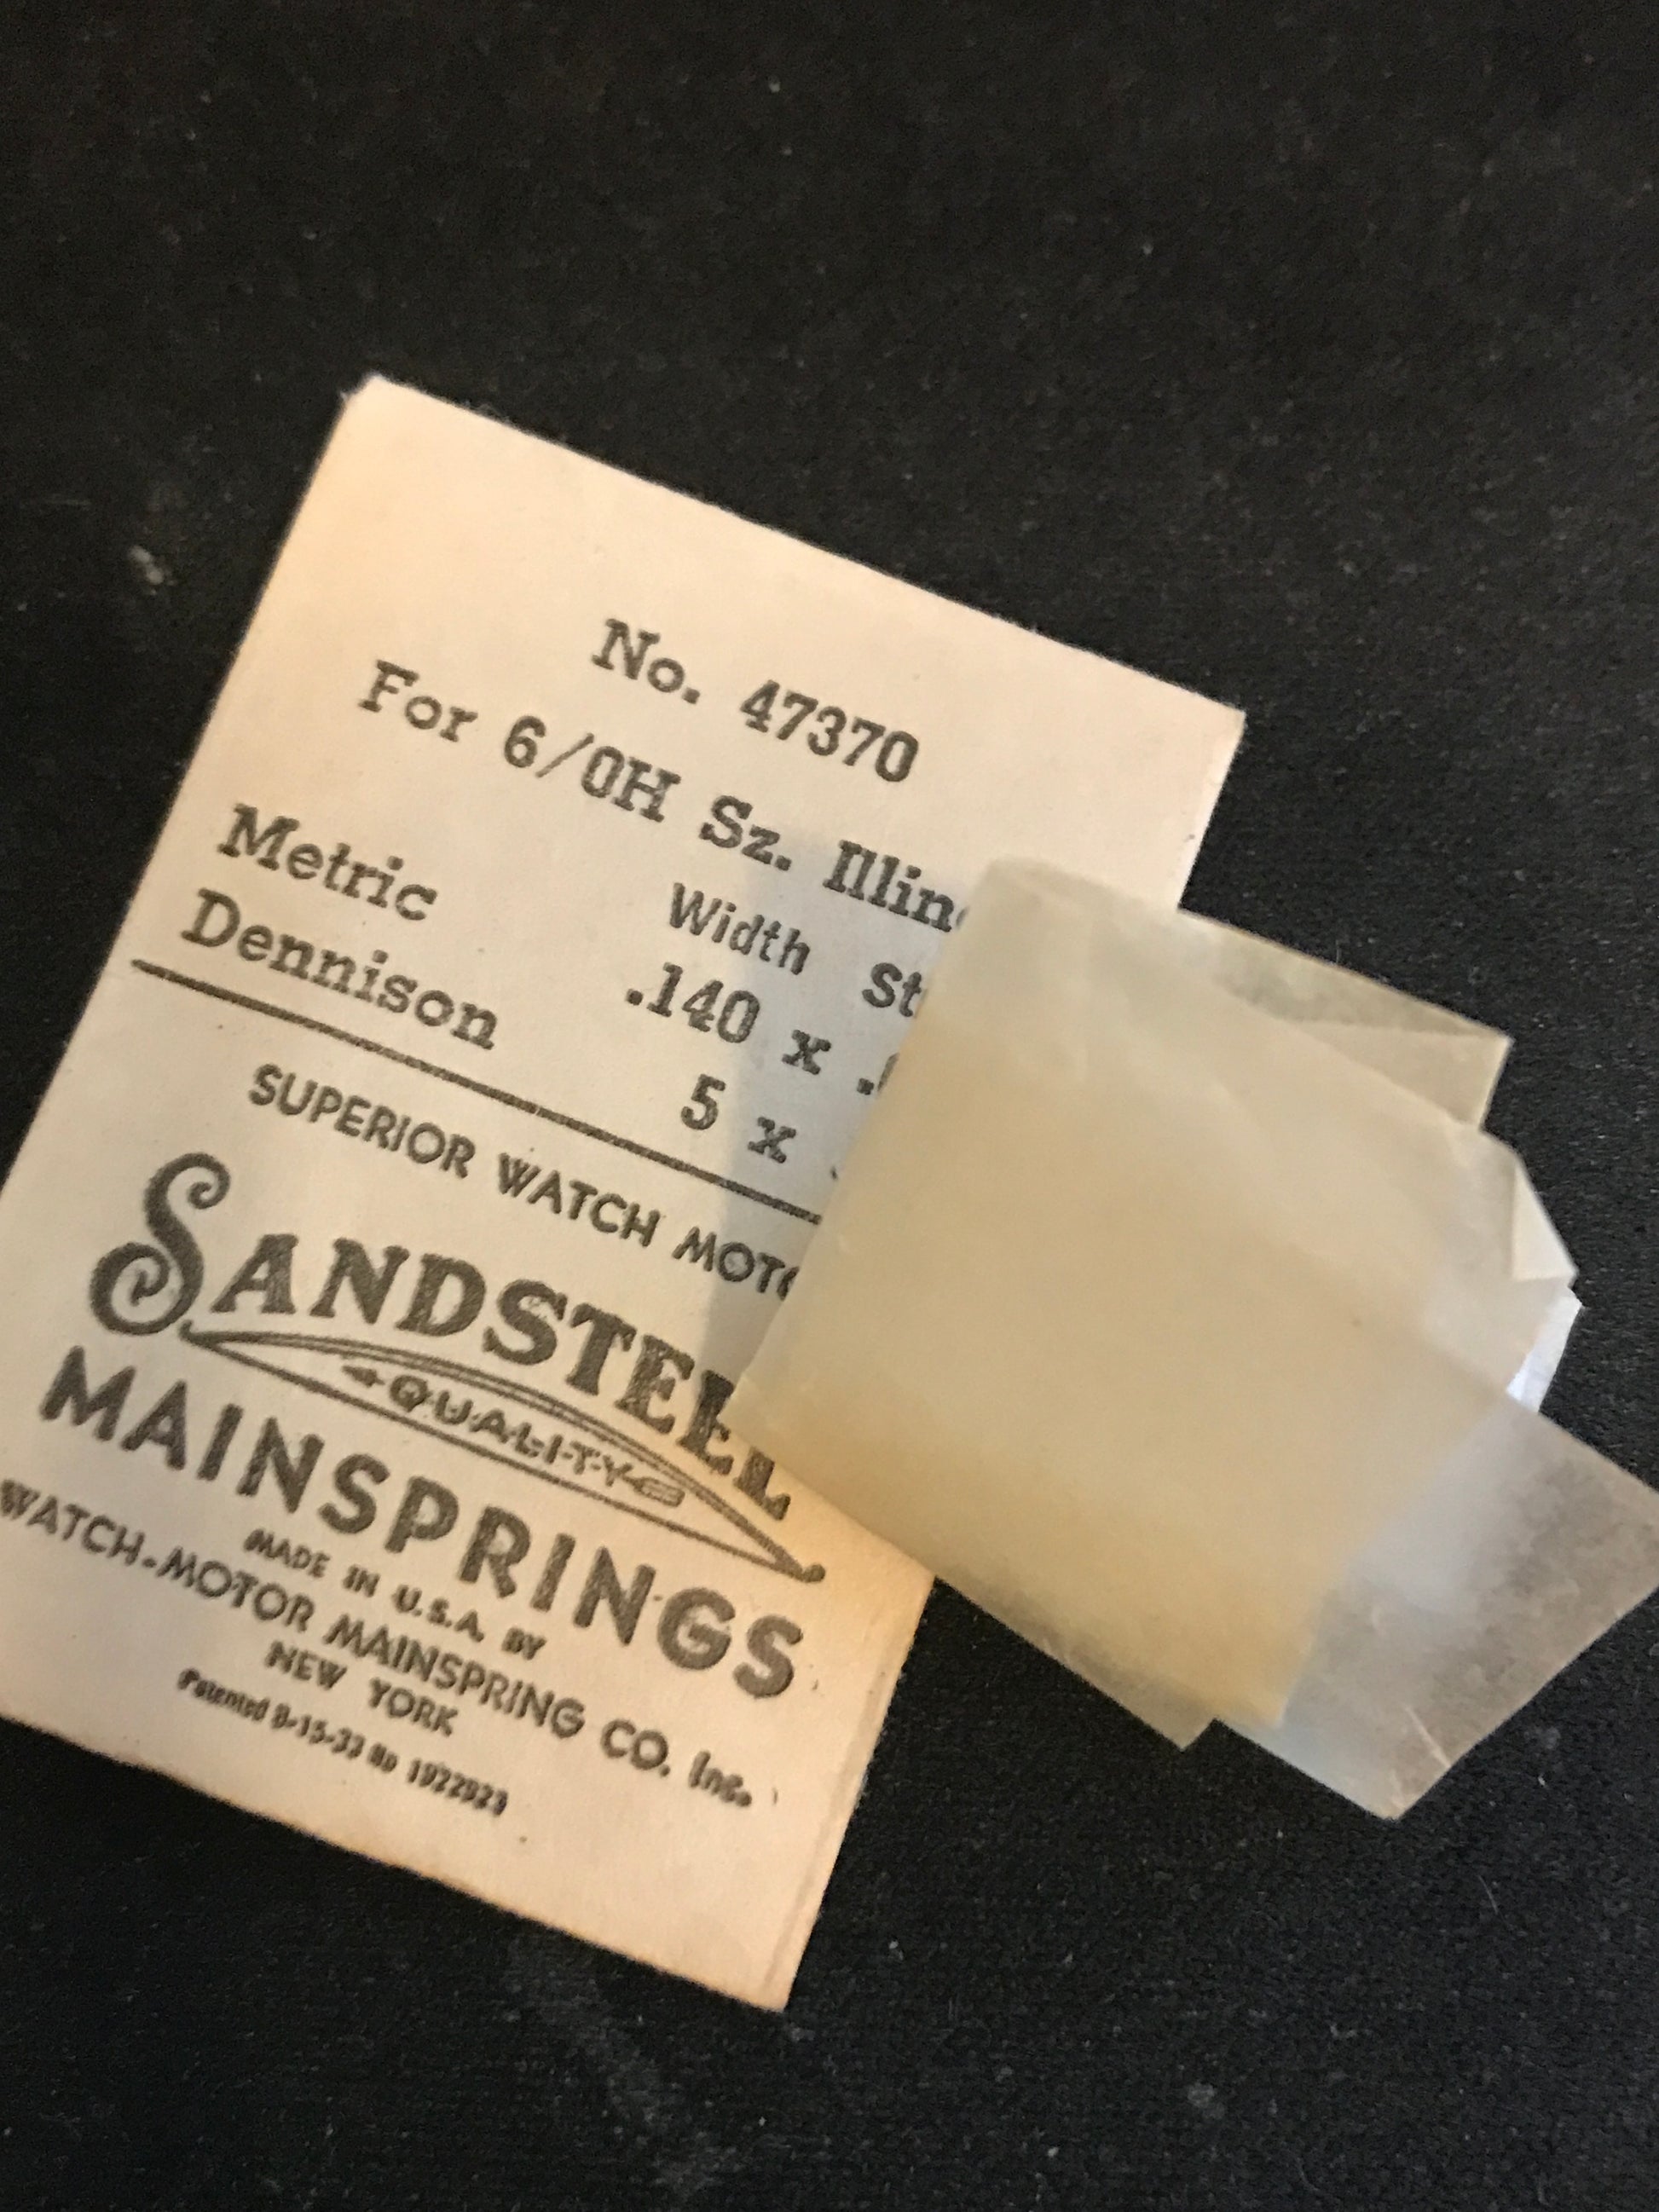 No. 47370
For 6/0H Sz. Illin
Width St
Metric .140 x .
Dennison 5 x
SUPERIOR WATCH MOTO
SANDSTEEL
QUALITY
MAINSPRINGS
MADE IN U.S.A. BY
WATCH-MOTOR MAINSPRING CO. Inc.
NEW YORK
Patented 8-15-33 No 1922923